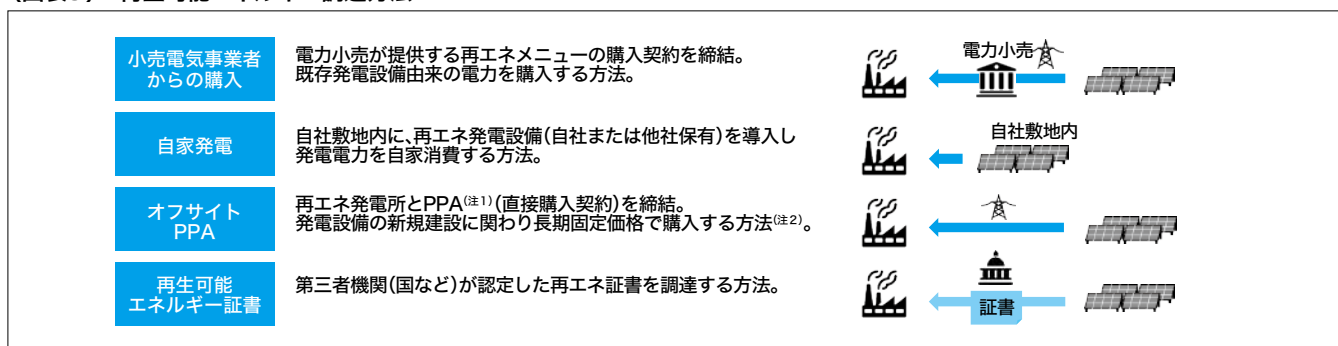 小売電気事業者
からの購入
電力小売が提供する再エネメニューの購入契約を締結。
既存発電設備由来の電力を購入する方法。
電力小売
自家発電
自社敷地内に、再エネ発電設備(自社または他社保有)を導入し
発電電力を自家消費する方法。
自社敷地内
オフサイト
PPA
再エネ発電所とPPA(注1)(直接購入契約)を締結。
発電設備の新規建設に関わり長期固定価格で購入する方法(注2)。
再生可能
エネルギー証書
第三者機関(国など)が認定した再エネ証書を調達する方法。
証書